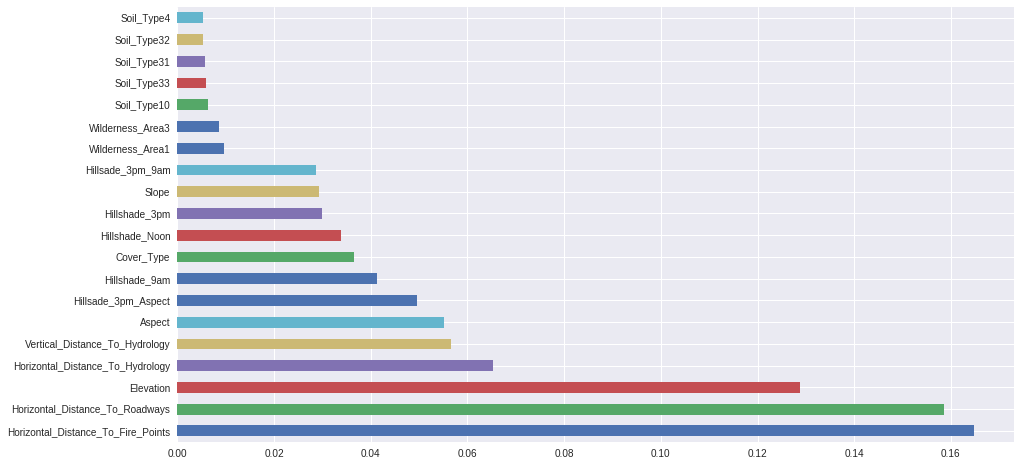 Soil_Type4
Soil_Type32
Soil_Type31
Soil_Type33
Soil_Type10
Wilderness_Area3
Wilderness_Area1
Hillsade_3pm_9am
Slope
Hillshade_3pm
Hillshade_Noon
Cover_Type
Hillshade_9am
Hillsade_3pm_Aspect
Aspect
Vertical_Distance_To_Hydrology
Horizontal_Distance_To_Hydrology
Elevation
Horizontal_Distance_To_Roadways
Horizontal_Distance_To_Fire_Points
0.00 0.02 0.04 0.06 0.08 0.10 0.12 0.14 0.16